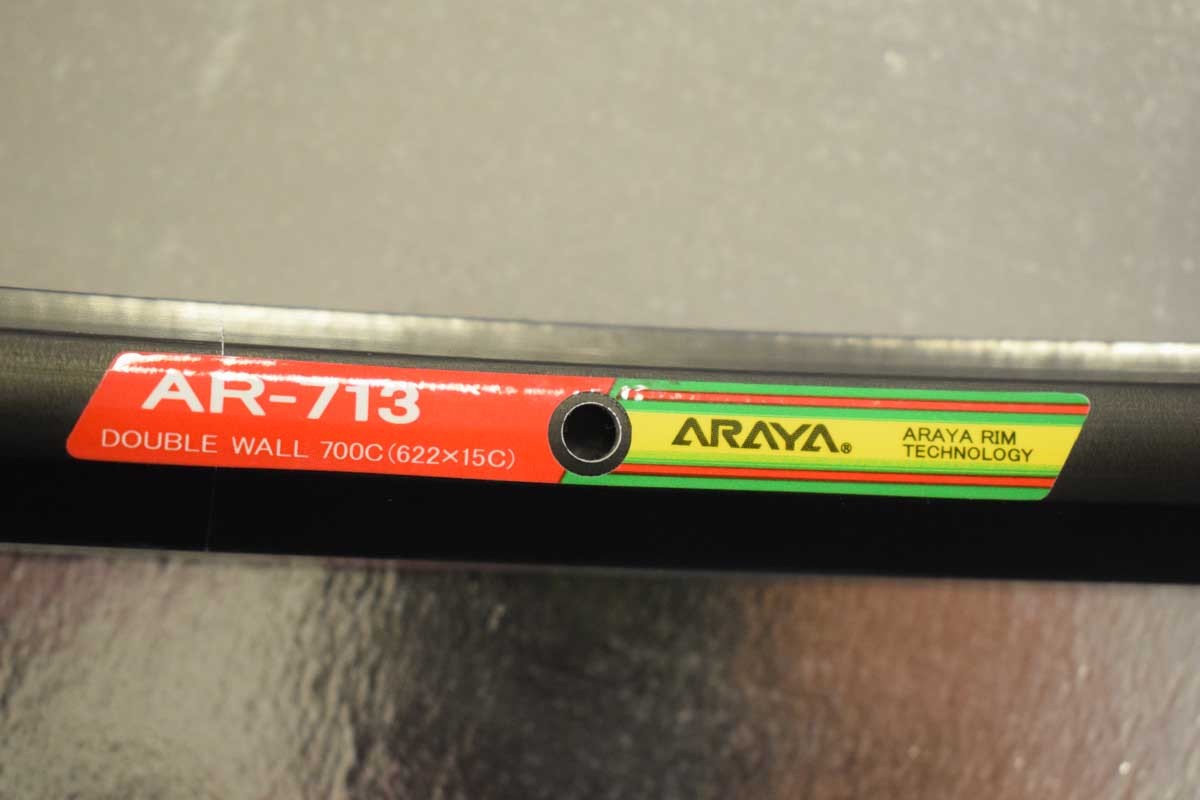 AR-713
DOUBLE WALL 700C(622×15C)
ARAYA®
ARAYA RIM
TECHNOLOGY